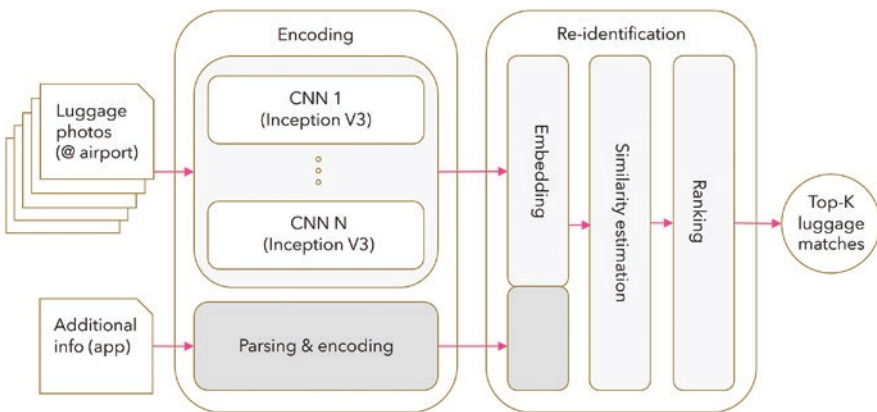 Encoding
Re-identification
Luggage
photos
(@ airport)
CNN 1
(Inception V3)
CNN N
(Inception V3)
Embedding
Similarity estimation
Ranking
Top-K
luggage
matches
Additional
info (app)
Parsing & encoding